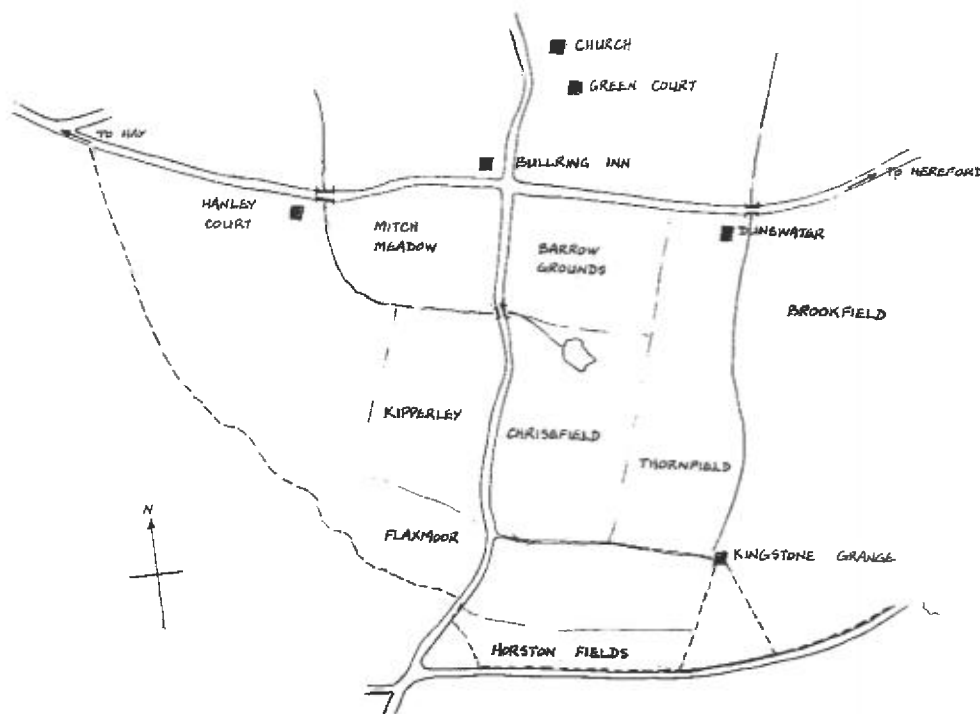 CHURCH
GREEN COURT
TO HAY
BULLRING INN
TO HEREFORD
HANLEY
COURT
MITCH
MEADOW
DUNSWATER
BARROW
GROUNDS
BROOKFIELD
KIPPERLEY
CHRISEFIELD
THORNFIELD
N
FLAXMOOR
KINGSTONE GRANGE
HORSTON FIELDS